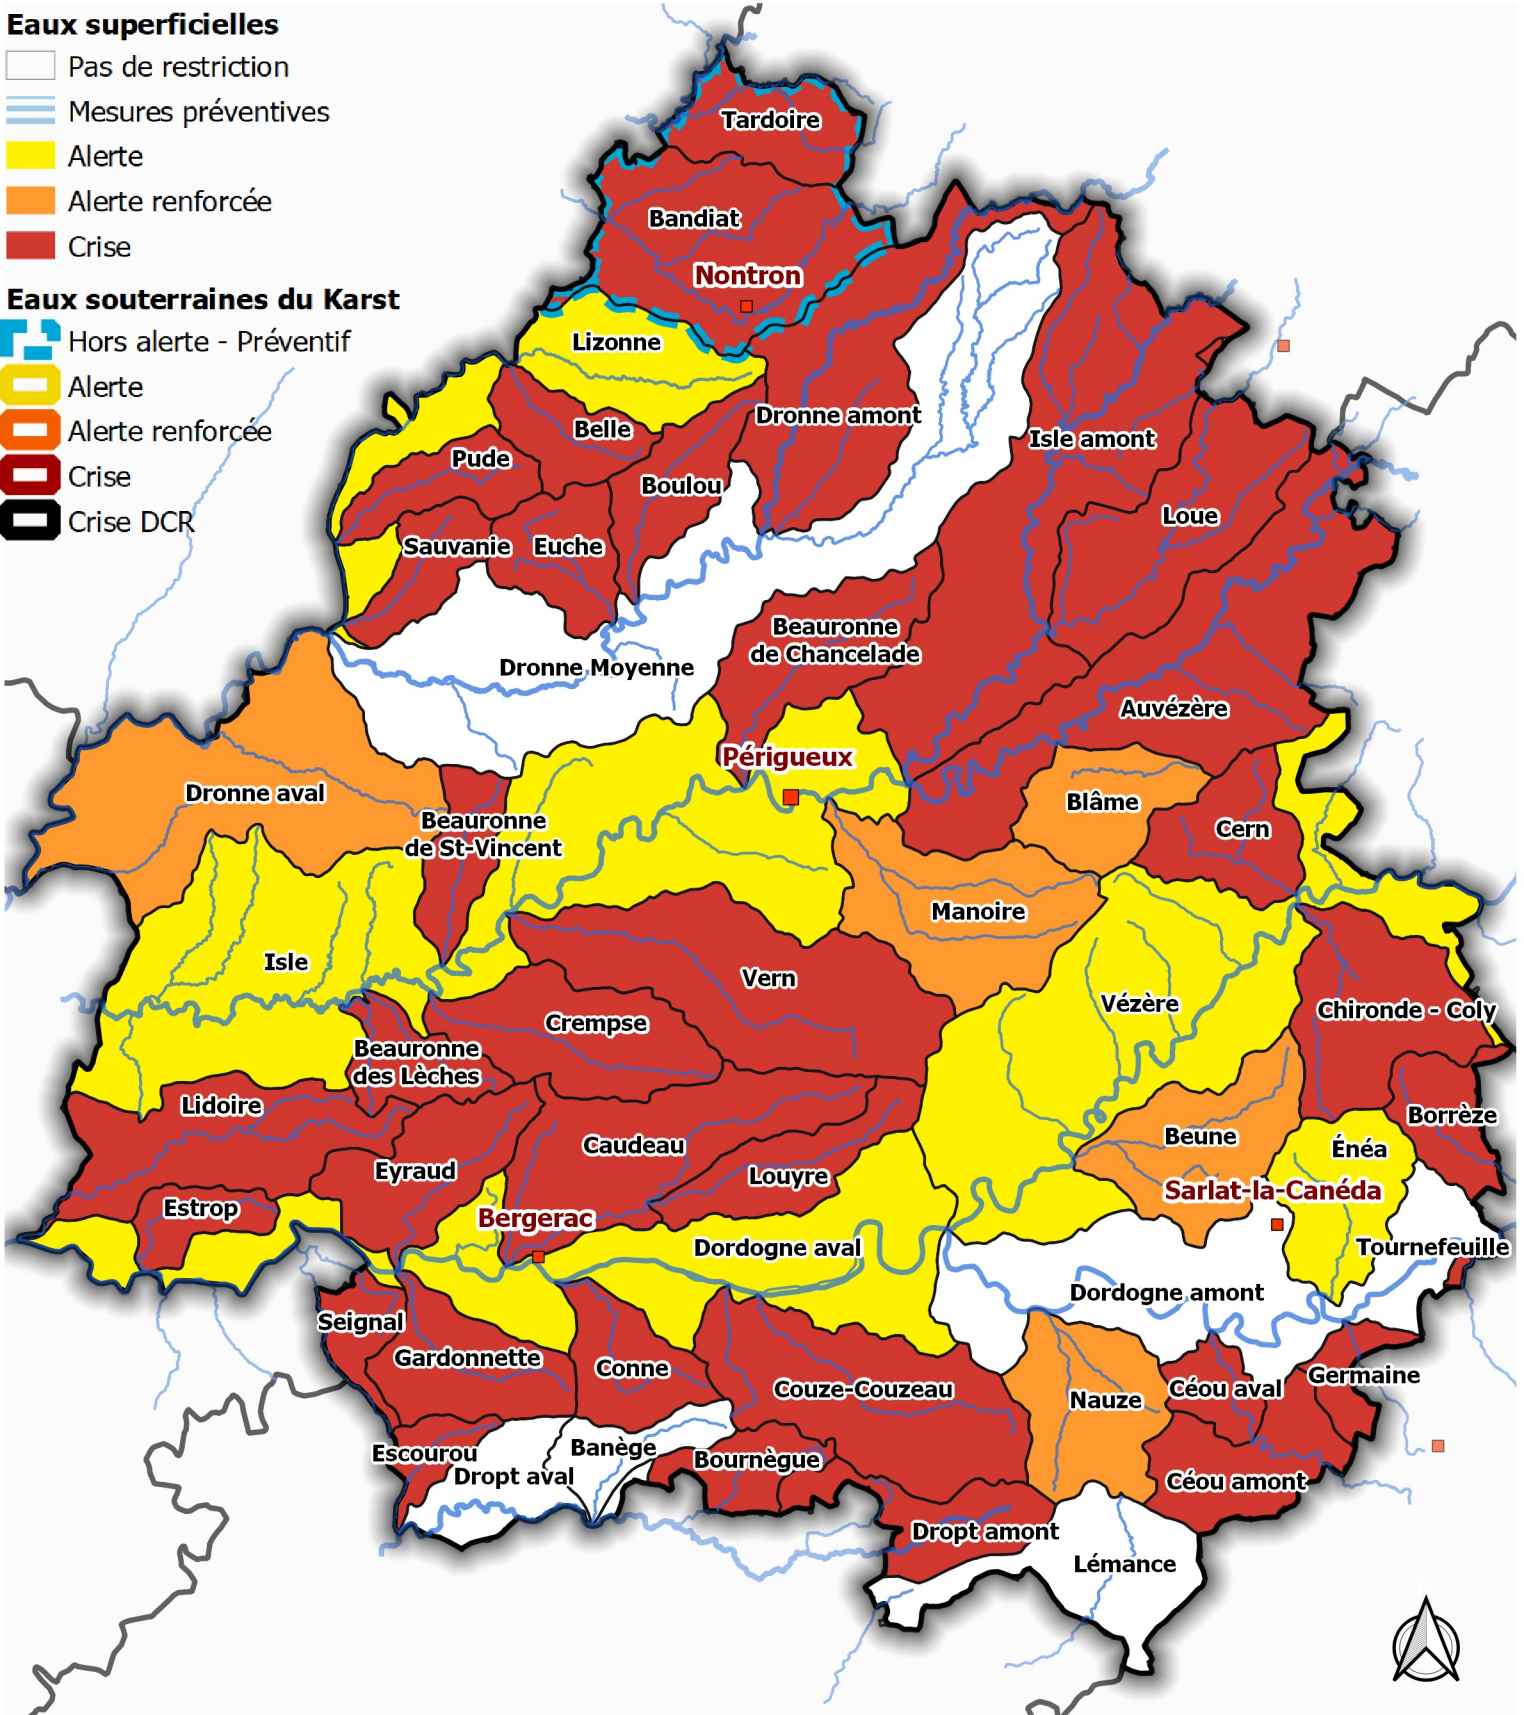 Eaux superficielles
Pas de restriction
Mesures préventives
Alerte
Alerte renforcée
Crise
Eaux souterraines du Karst
Hors alerte - Préventif
Alerte
Alerte renforcée
Crise
Crise DCR
Tardoire
Bandiat
Nontron
Lizonne
Dronne amont
Belle
Isle amont
Pude
Boulou
Loue
Sauvanie
Euche
Beauronne
de Chancelade
Dronne Moyenne
Auvézère
Périgueux
Dronne aval
Blâme
Beauronne
de St-Vincent
Cern
Manoire
Isle
Vern
Vézère
Chironde - Coly
Crempse
Beauronne
des Lèches
Lidoire
Borrèze
Beune
Caudeau
Énéa
Eyraud
Louyre
Sarlat-la-Canéda
Estrop
Bergerac
Dordogne aval
Tournefeuille
Dordogne amont
Seignal
Gardonnette
Conne
Germaine
Couze-Couzeau
Céou aval
Nauze
Banège
Escourou
Bournègue
Dropt aval
Céou amont
Dropt amont
Lémance